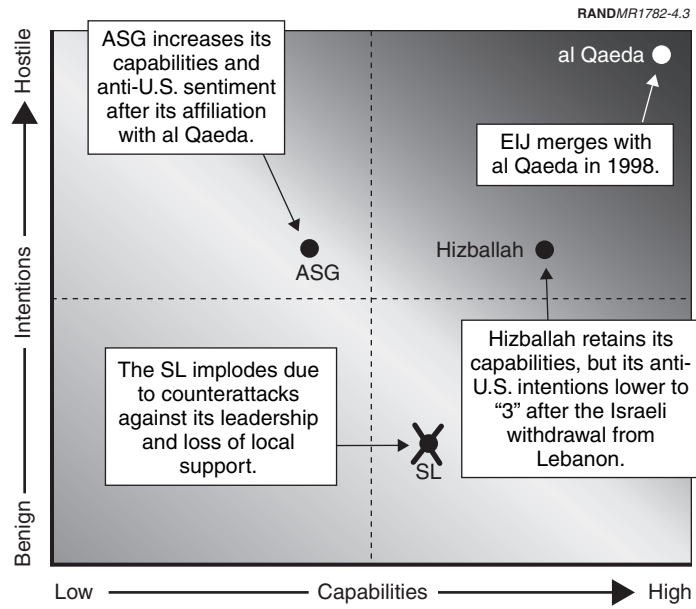 RANDMR1782-4.3
Hostile
Intentions
Benign
ASG increases its
capabilities and
anti-U.S. sentiment
after its affiliation
with al Qaeda.
al Qaeda
EIJ merges with
al Qaeda in 1998.
ASG
Hizballah
The SL implodes due
to counterattacks
against its leadership
and loss of local
support.
SL
Hizballah retains its
capabilities, but its anti-
U.S. intentions lower to
“3” after the Israeli
withdrawal from
Lebanon.
Low
Capabilities
High